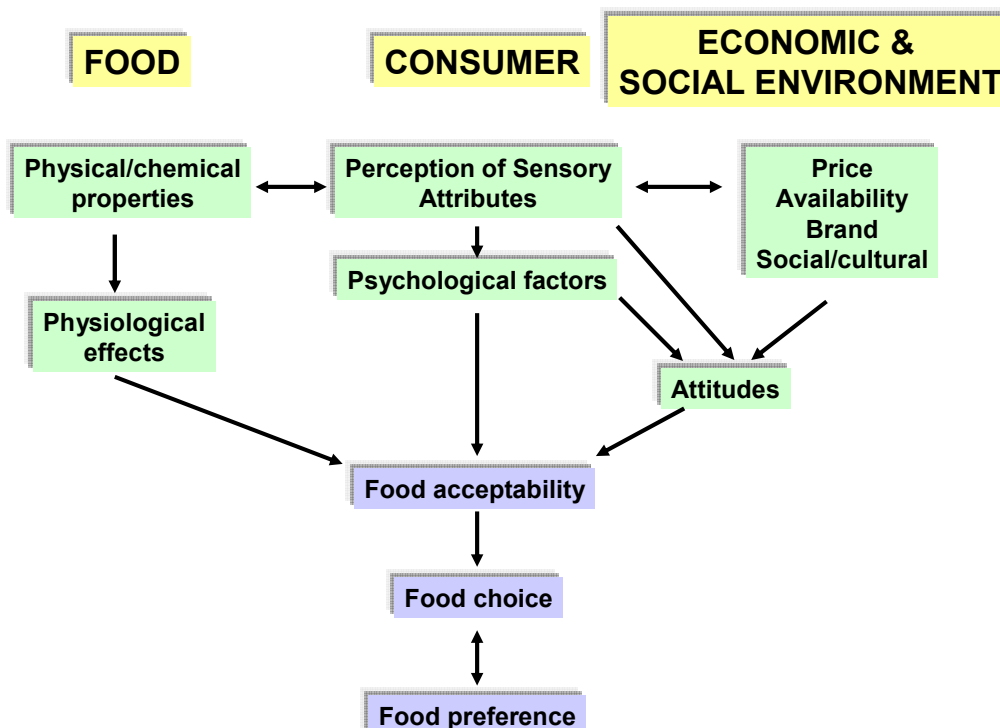 FOOD
CONSUMER
ECONOMIC &
SOCIAL ENVIRONMENT
Physical/chemical
properties
Perception of Sensory
Attributes
Price
Availability
Brand
Social/cultural
Psychological factors
Physiological
effects
Attitudes
Food acceptability
Food choice
Food preference